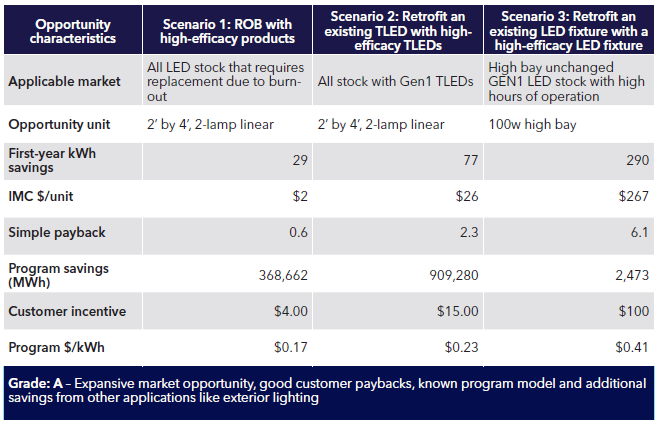 Opportunity characteristics
Scenario 1: ROB with high-efficacy products
Scenario 2: Retrofit an existing TLED with high-efficacy TLEDs
Scenario 3: Retrofit an existing LED fixture with a high-efficacy LED fixture
Applicable market
All LED stock that requires replacement due to burn-out
All stock with Gen1 TLEDs
High bay unchanged GEN1 LED stock with high hours of operation
Opportunity unit
2’ by 4’, 2-lamp linear
2’ by 4’, 2-lamp linear
100w high bay
First-year kWh savings
29
77
290
IMC $/unit
$2
$26
$267
Simple payback
0.6
2.3
6.1
Program savings (MWh)
368,662
909,280
2,473
Customer incentive
$4.00
$15.00
$100
Program $/kWh
$0.17
$0.23
$0.41
Grade: A – Expansive market opportunity, good customer paybacks, known program model and additional
savings from other applications like exterior lighting